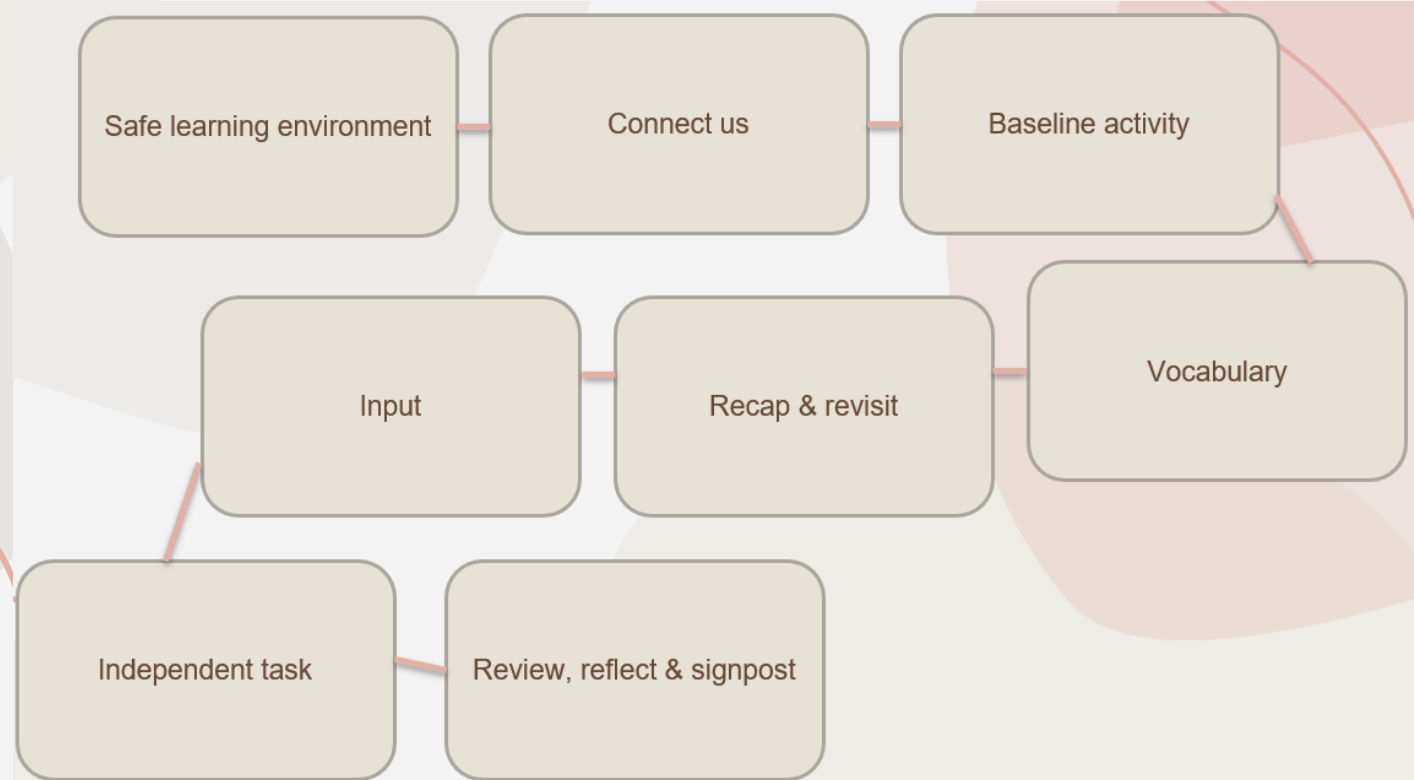 Safe learning environment
Connect us
Baseline activity
Vocabulary
Recap & revisit
Input
Independent task
Review, reflect & signpost